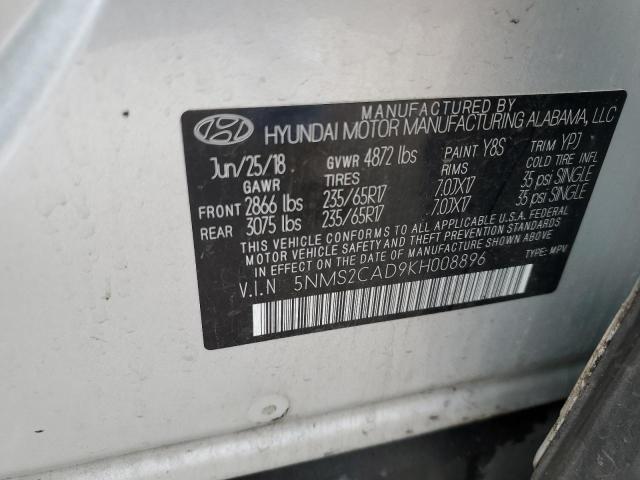 MANUFACTURED BY
HYUNDAI MOTOR MANUFACTURING ALABAMA, LLC
Jun/25/18 GVWR 4872 lbs PAINT Y8S TRIM YPJ
GAWR TIRES RIMS COLD TIRE INFL
FRONT 2866 lbs 235/65R17 7.0JX17 35 psi SINGLE
REAR 3075 lbs 235/65R17 7.0JX17 35 psi SINGLE
THIS VEHICLE CONFORMS TO ALL APPLICABLE U.S.A. FEDERAL
MOTOR VEHICLE SAFETY AND THEFT PREVENTION STANDARDS
IN EFFECT ON THE DATE OF MANUFACTURE SHOWN ABOVE
V.I.N 5NMS2CAD9KH008896 TYPE: MPV